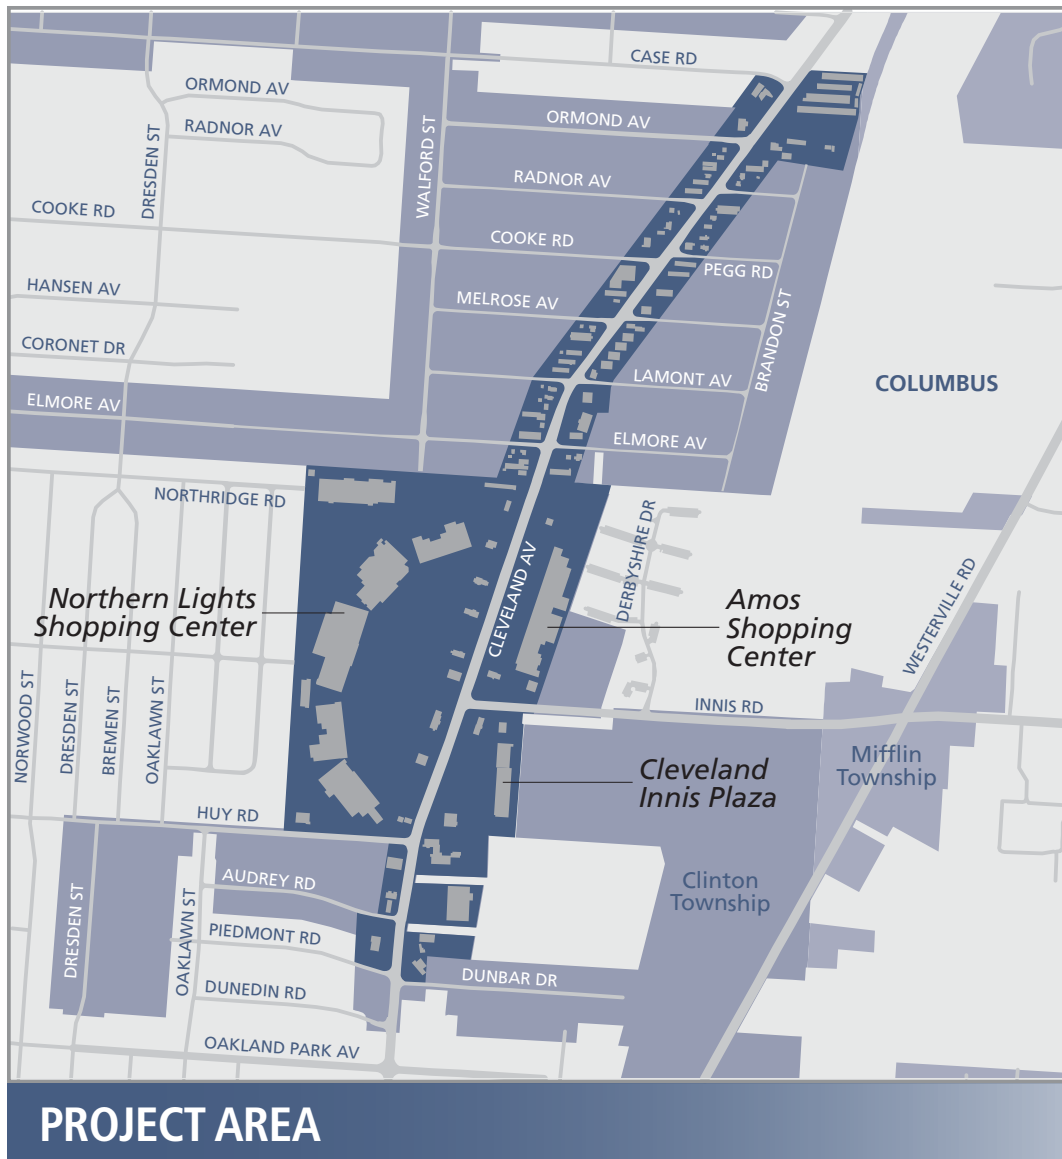 CASE RD
ORMOND AV
ORMOND AV
RADNOR AV
DRESDEN ST
WALFORD ST
RADNOR AV
COOKE RD
COOKE RD
PEGG RD
HANSEN AV
MELROSE AV
BRANDON ST
CORONET DR
LAMONT AV
COLUMBUS
ELMORE AV
ELMORE AV
NORTHRIDGE RD
DERBYSHIRE DR
CLEVELAND AV
WESTERVILLE RD
Northern Lights
Shopping Center
Amos
Shopping
Center
NORWOOD ST
DRESDEN ST
BREMEN ST
OAKLAWN ST
INNIS RD
Mifflin
Township
Cleveland
Innis Plaza
HUY RD
AUDREY RD
Clinton
Township
DRESDEN ST
OAKLAWN ST
PIEDMONT RD
DUNBAR DR
DUNEDIN RD
OAKLAND PARK AV
PROJECT AREA